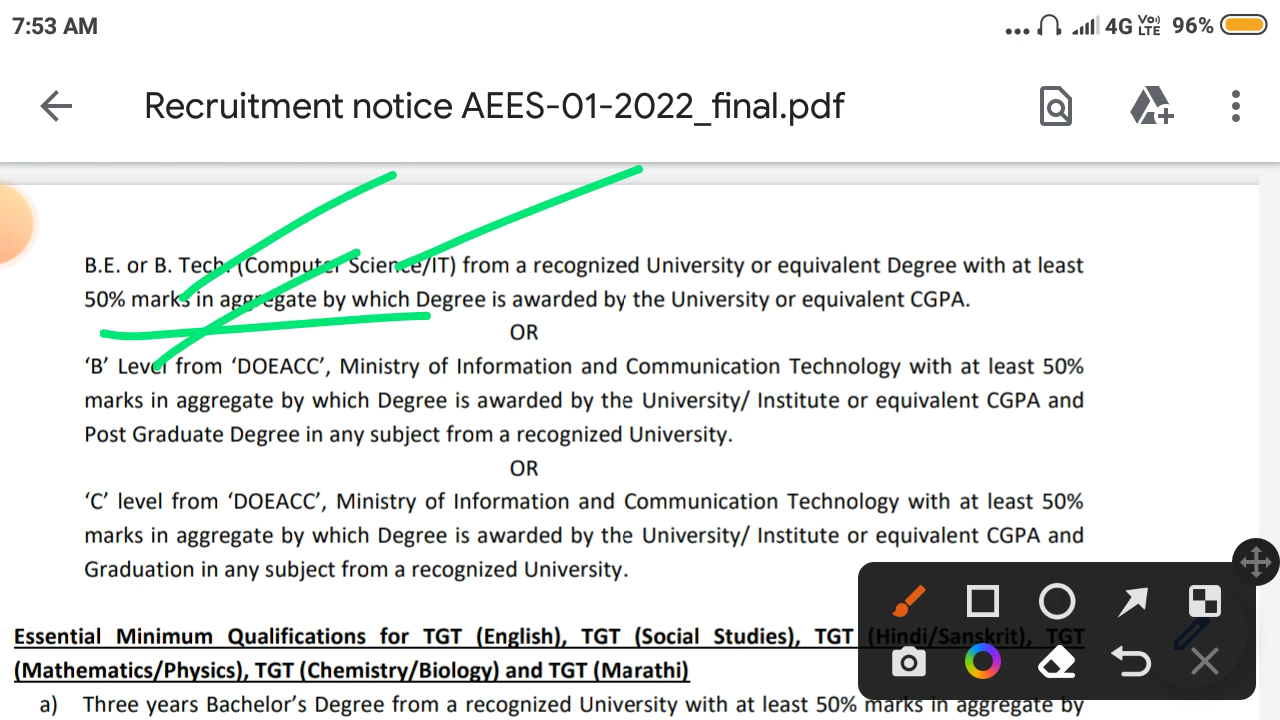 7:53 AM
4G Vo) LTE 96%
Recruitment notice AEES-01-2022_final.pdf
B.E. or B. Tech. (Computer Science/IT) from a recognized University or equivalent Degree with at least
50% marks in aggregate by which Degree is awarded by the University or equivalent CGPA.
OR
‘B’ Level from ‘DOEACC’, Ministry of Information and Communication Technology with at least 50%
marks in aggregate by which Degree is awarded by the University/ Institute or equivalent CGPA and
Post Graduate Degree in any subject from a recognized University.
OR
‘C’ level from ‘DOEACC’, Ministry of Information and Communication Technology with at least 50%
marks in aggregate by which Degree is awarded by the University/ Institute or equivalent CGPA and
Graduation in any subject from a recognized University.
Essential Minimum Qualifications for TGT (English), TGT (Social Studies), TGT (Hindi/Sanskrit), TGT
(Mathematics/Physics), TGT (Chemistry/Biology) and TGT (Marathi)
a) Three years Bachelor’s Degree from a recognized University with at least 50% marks in aggregate by